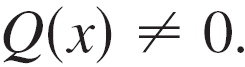 Q(x) ≠ 0.